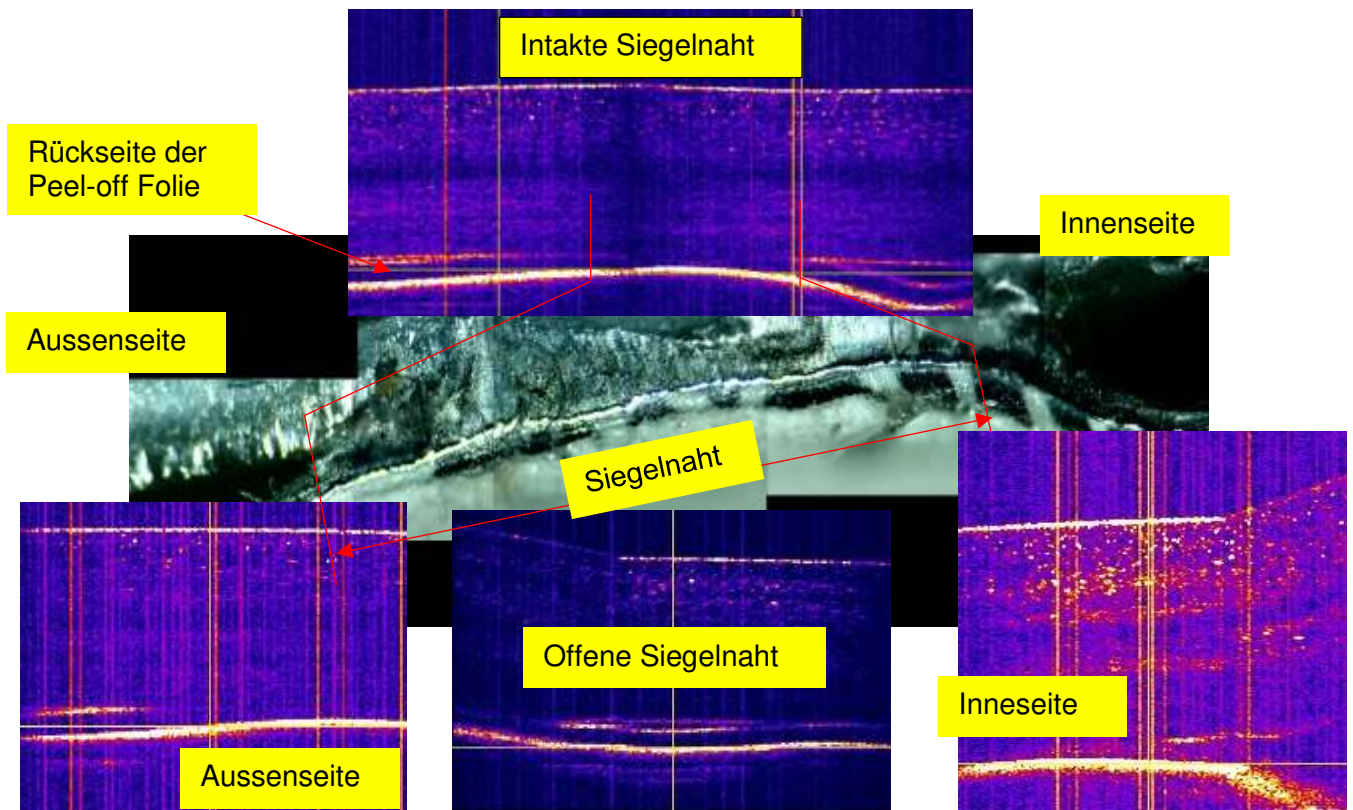 Intakte Siegelnaht
Rückseite der
Peel-off Folie
Innenseite
Aussenseite
Siegelnaht
Offene Siegelnaht
Inneseite
Aussenseite